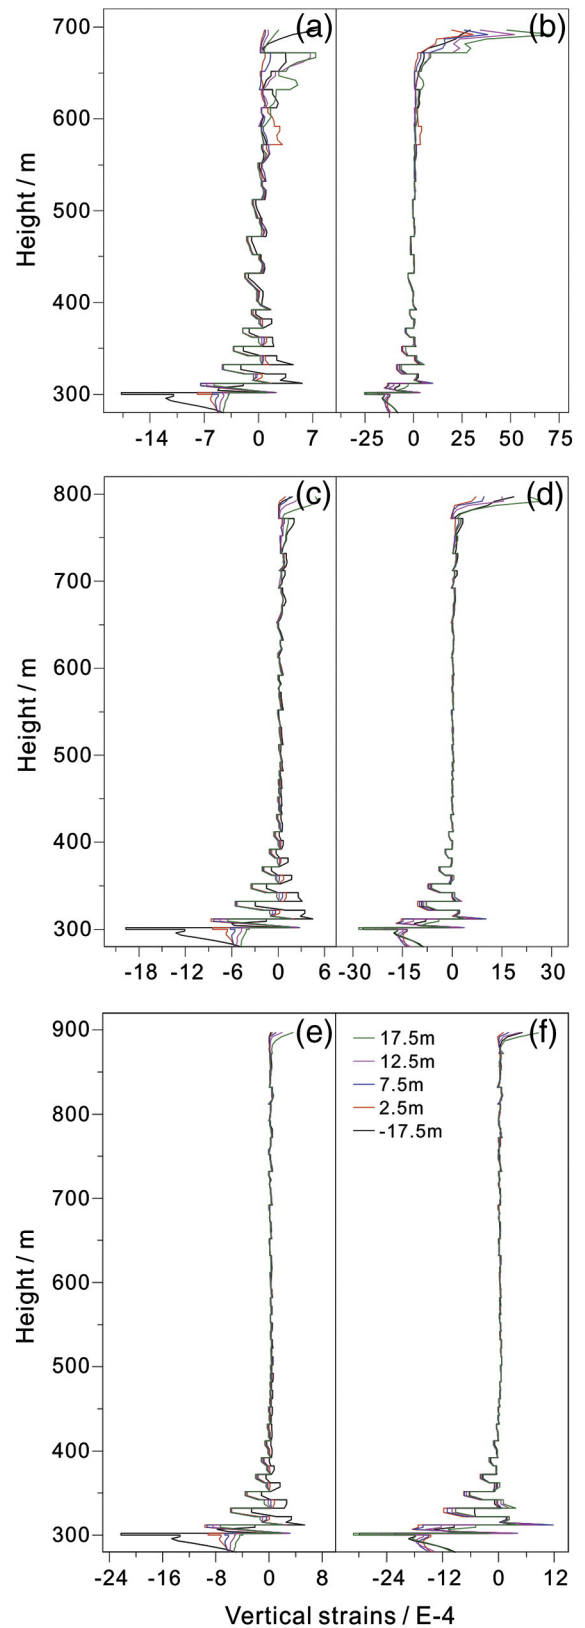 (a) (b)
700
600
500
400
300
Height / m
-14 -7 0 7 -25 0 25 50 75
(c) (d)
800
700
600
500
400
300
Height / m
-18 -12 -6 0 6 -30 -15 0 15 30
(e) (f)
900
800
700
600
500
400
300
Height / m
17.5m
12.5m
7.5m
2.5m
-17.5m
-24 -16 -8 0 8 -24 -12 0 12
Vertical strains / E-4